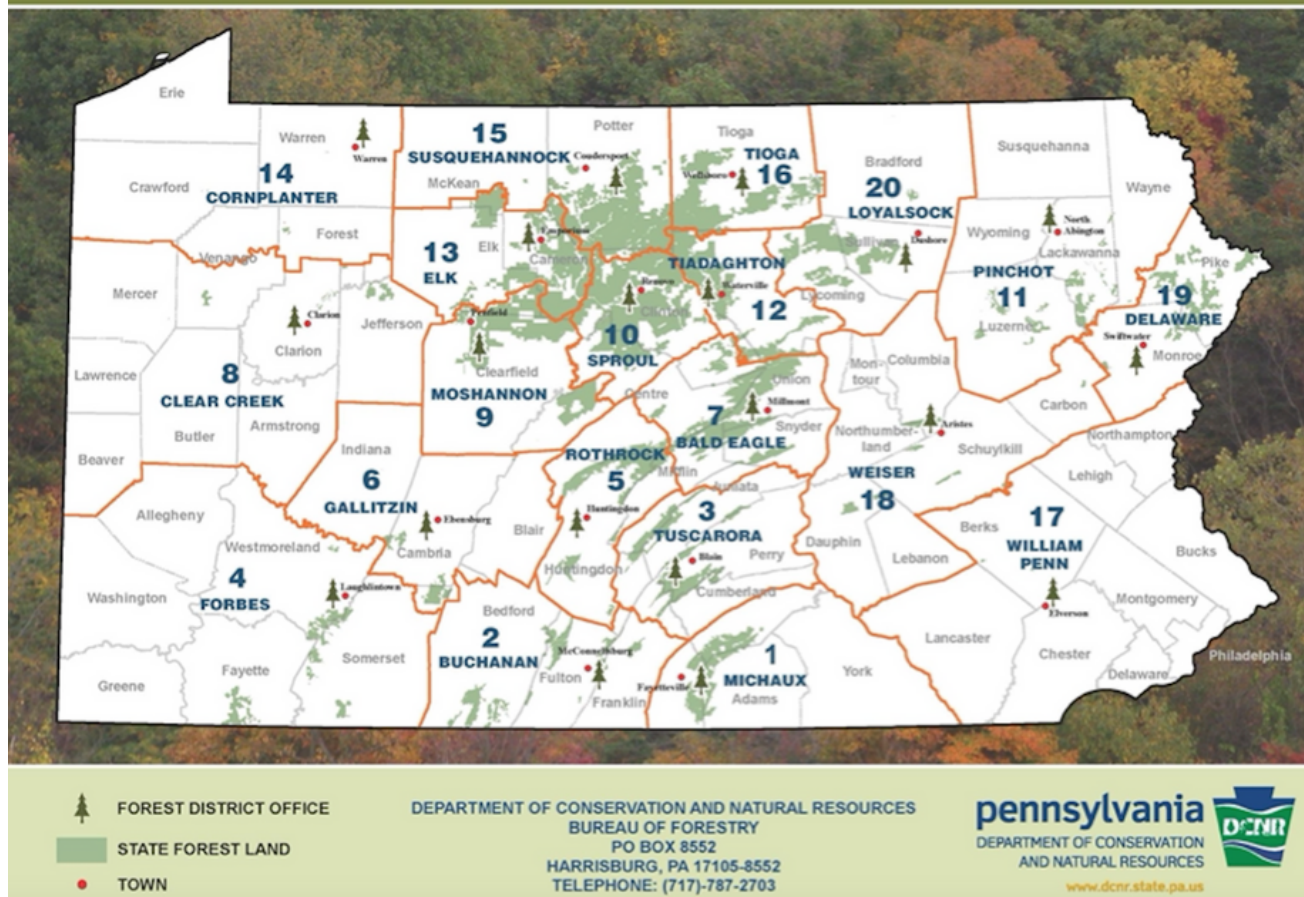 Erie
Warren
Warren
14
CORNPLANTER
Crawford
Forest
Venango
15
SUSQUEHANNOCK
Potter
Coudersport
McKean
Tioga
TIOGA
16
Wellsboro
Bradford
20
LOYALSOCK
Sullivan
Dushore
Susquehanna
Wayne
Wyoming
North
Abington
Lackawanna
PINCHOT
11
Luzerne
Pike
19
DELAWARE
Swiftwater
Monroe
13
ELK
Elk
Emporium
Cameron
TIADAGHTON
Waterville
12
Lycoming
Renovo
Clinton
10
SPROUL
Mercer
Clarion
Clarion
Jefferson
Lawrence
8
CLEAR CREEK
Butler
Armstrong
Beaver
Penfield
Clearfield
MOSHANNON
9
Centre
Union
7
Millmont
BALD EAGLE
Snyder
Mifflin
Juniata
Mon-
tour
Columbia
Northumber-
land
Aristes
Schuylkill
WEISER
18
Carbon
Northampton
Lehigh
Indiana
6
GALLITZIN
Ebensburg
Cambria
Blair
ROTHROCK
5
Huntingdon
Huntingdon
3
TUSCARORA
Blain
Perry
Cumberland
Dauphin
Lebanon
Berks
17
WILLIAM
PENN
Elverson
Bucks
Montgomery
Allegheny
Westmoreland
Washington
4
FORBES
Laughlintown
Greene
Fayette
Somerset
Bedford
2
BUCHANAN
McConnellsburg
Fulton
Franklin
Fayetteville
1
MICHAUX
Adams
York
Lancaster
Chester
Delaware
Philadelphia
FOREST DISTRICT OFFICE
STATE FOREST LAND
TOWN
DEPARTMENT OF CONSERVATION AND NATURAL RESOURCES
BUREAU OF FORESTRY
PO BOX 8552
HARRISBURG, PA 17105-8552
TELEPHONE: (717)-787-2703
pennsylvania
DEPARTMENT OF CONSERVATION
AND NATURAL RESOURCES
DCNR
www.dcnr.state.pa.us